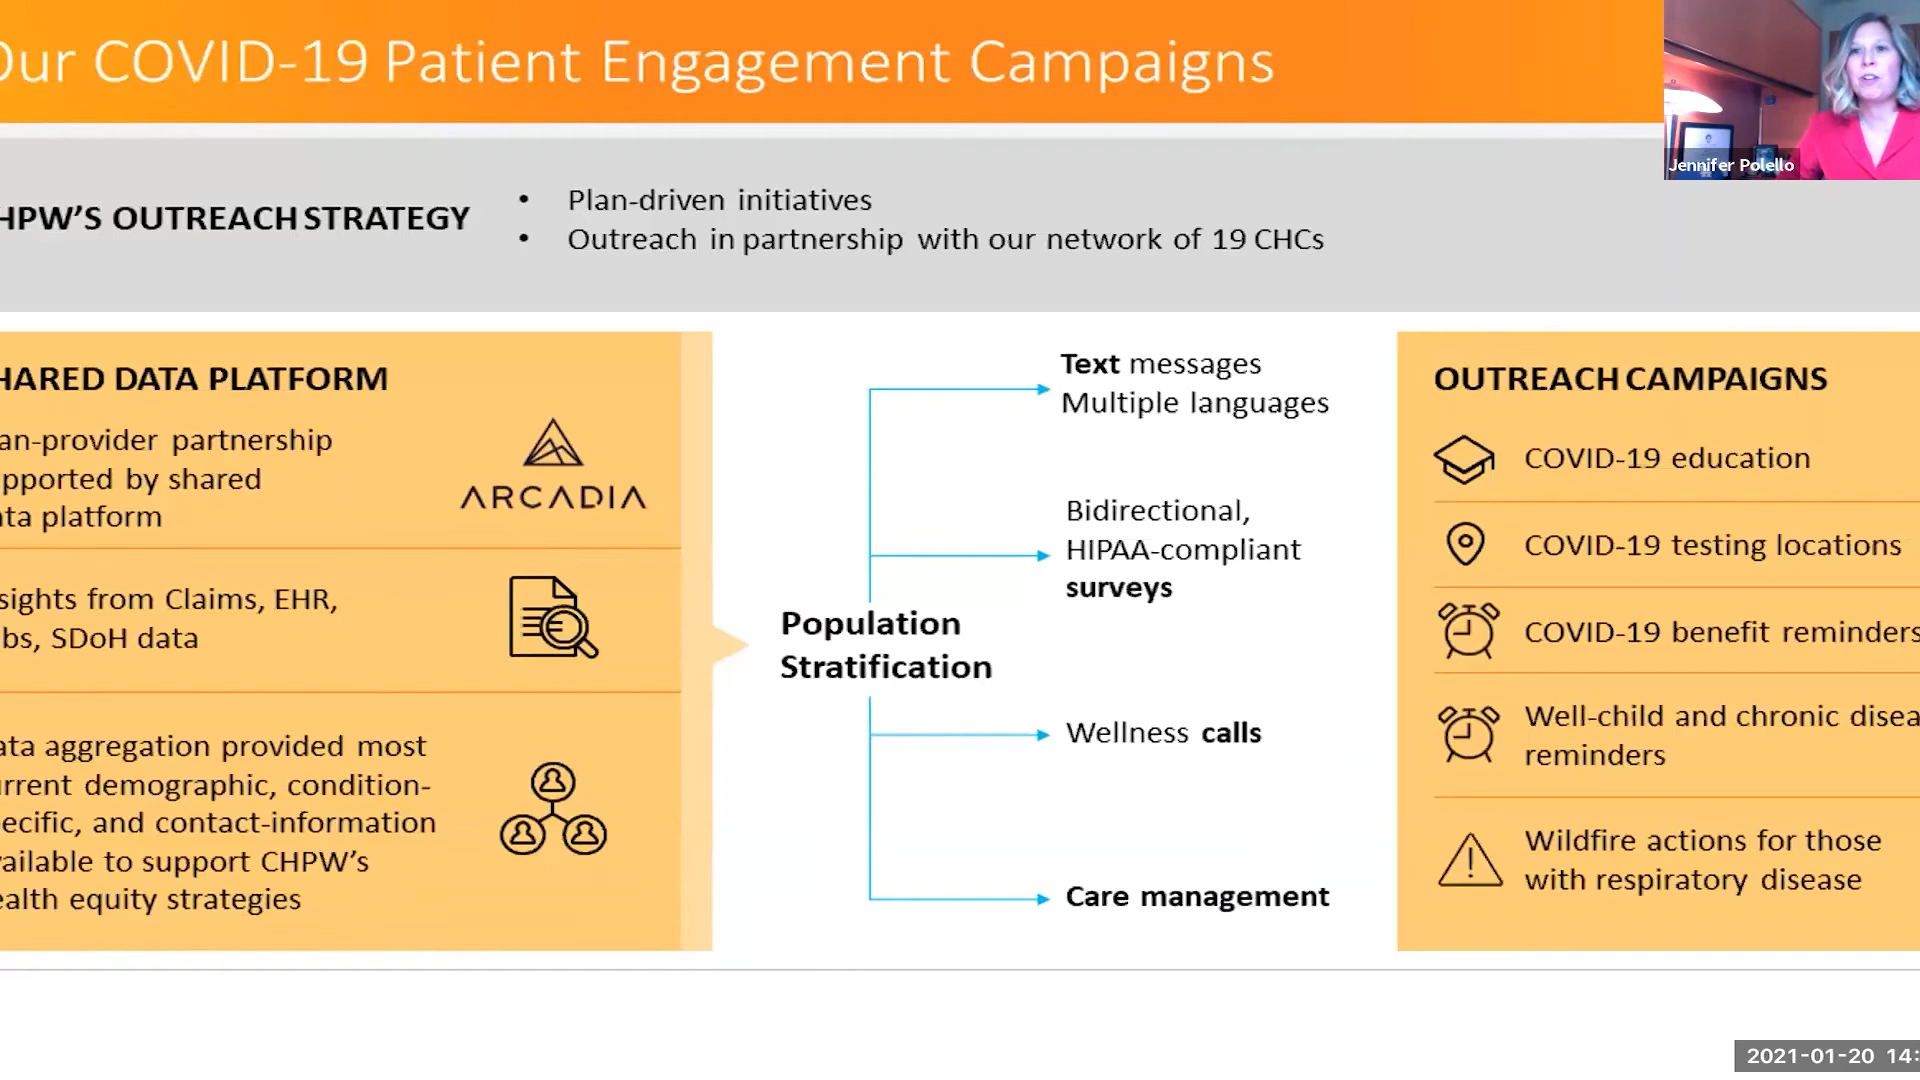 Our COVID-19 Patient Engagement Campaigns
Jennifer Polello
HPW'S OUTREACH STRATEGY
• Plan-driven initiatives
• Outreach in partnership with our network of 19 CHCs
HARED DATA PLATFORM
an-provider partnership
pported by shared
ta platform
ARCADIA
sights from Claims, EHR,
bs, SDoH data
ata aggregation provided most
rrent demographic, condition-
ecific, and contact-information
ailable to support CHPW's
ealth equity strategies
Population
Stratification
Text messages
Multiple languages
Bidirectional,
HIPAA-compliant
surveys
Wellness calls
Care management
OUTREACH CAMPAIGNS
COVID-19 education
COVID-19 testing locations
COVID-19 benefit reminders
Well-child and chronic disea
reminders
Wildfire actions for those
with respiratory disease
2021-01-20 14: